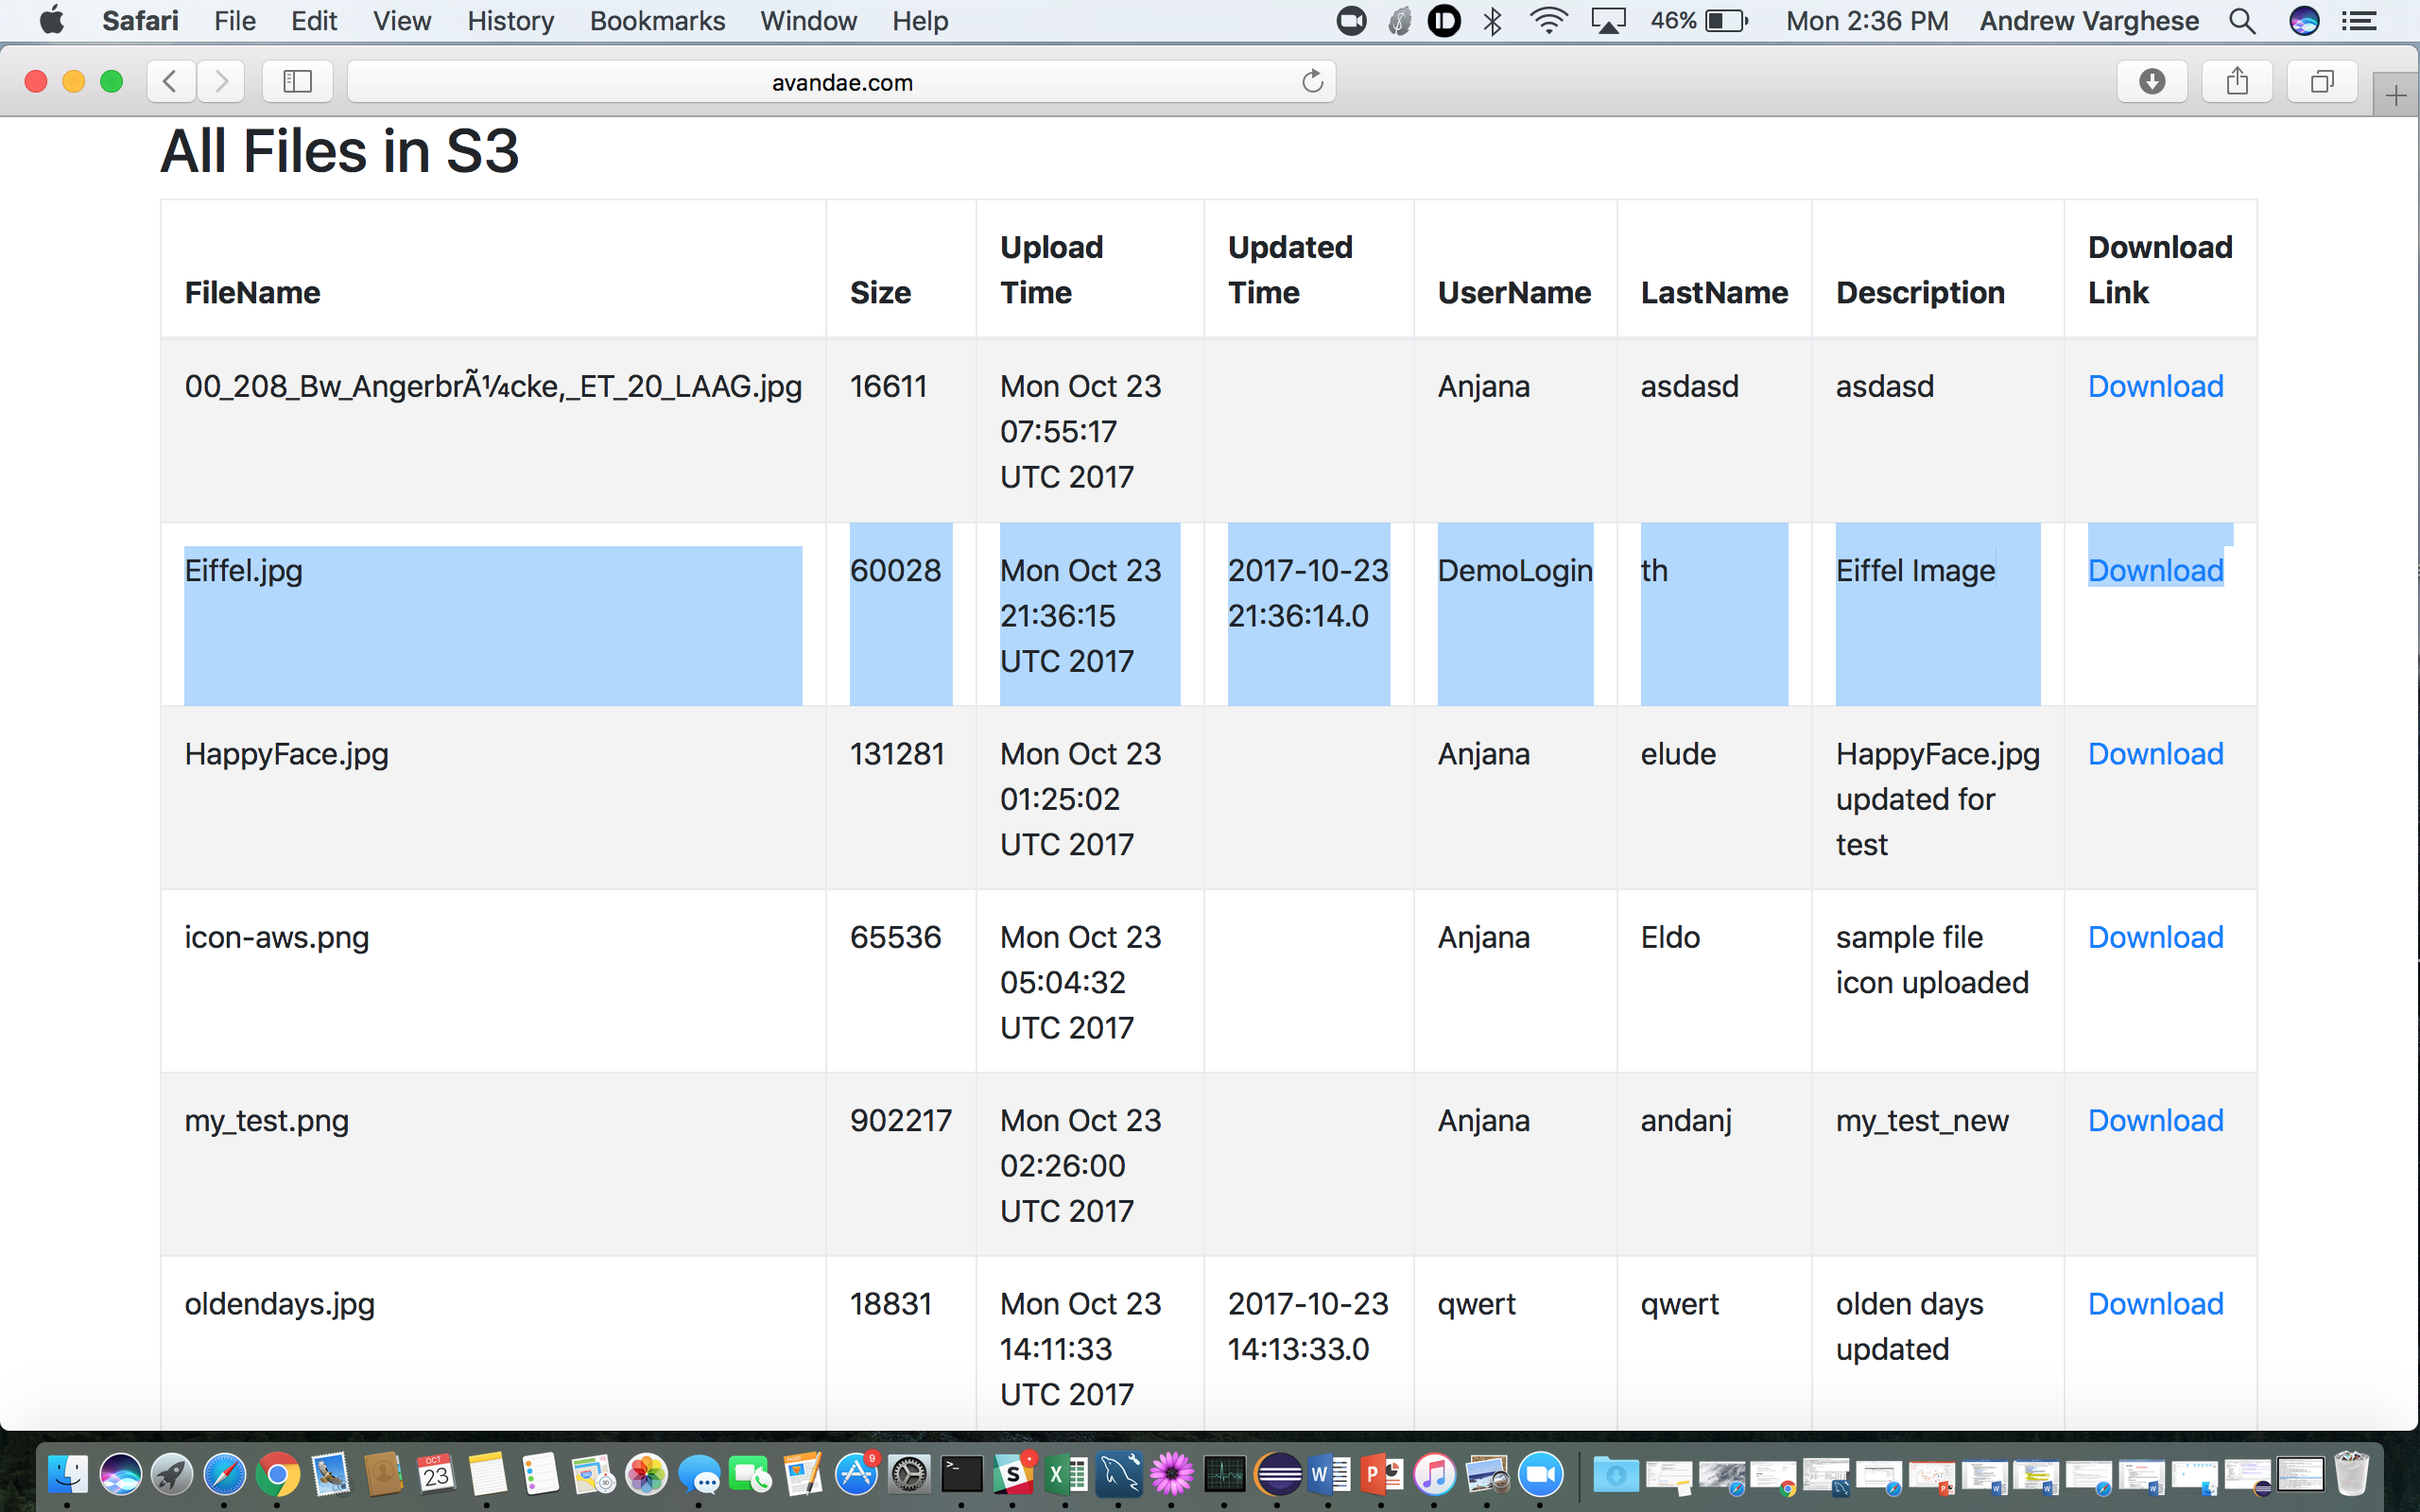 Safari File Edit View History Bookmarks Window Help 46% Mon 2:36 PM Andrew Varghese
avandae.com
All Files in S3
FileName Size Upload Time Updated Time UserName LastName Description Download Link
00_208_Bw_AngerbrÃ¼cke,_ET_20_LAAG.jpg 16611 Mon Oct 23 Anjana asdasd asdasd Download
07:55:17
UTC 2017
Eiffel.jpg 60028 Mon Oct 23 2017-10-23 DemoLogin th Eiffel Image Download
21:36:15 21:36:14.0
UTC 2017
HappyFace.jpg 131281 Mon Oct 23 Anjana elude HappyFace.jpg Download
01:25:02 updated for
UTC 2017 test
icon-aws.png 65536 Mon Oct 23 Anjana Eldo sample file Download
05:04:32 icon uploaded
UTC 2017
my_test.png 902217 Mon Oct 23 Anjana andanj my_test_new Download
02:26:00
UTC 2017
oldendays.jpg 18831 Mon Oct 23 2017-10-23 qwert qwert olden days Download
14:11:33 14:13:33.0 updated
UTC 2017
OCT
23
9